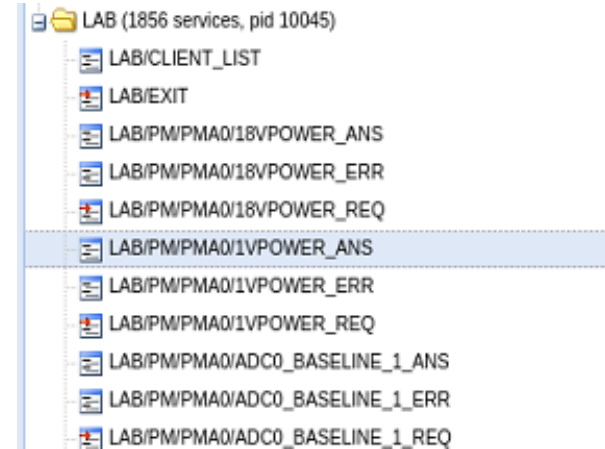 LAB (1856 services, pid 10045)
LAB/CLIENT_LIST
LAB/EXIT
LAB/PM/PMA0/18VPOWER_ANS
LAB/PM/PMA0/18VPOWER_ERR
LAB/PM/PMA0/18VPOWER_REQ
LAB/PM/PMA0/1VPOWER_ANS
LAB/PM/PMA0/1VPOWER_ERR
LAB/PM/PMA0/1VPOWER_REQ
LAB/PM/PMA0/ADC0_BASELINE_1_ANS
LAB/PM/PMA0/ADC0_BASELINE_1_ERR
LAB/PM/PMA0/ADC0_BASELINE_1_REQ